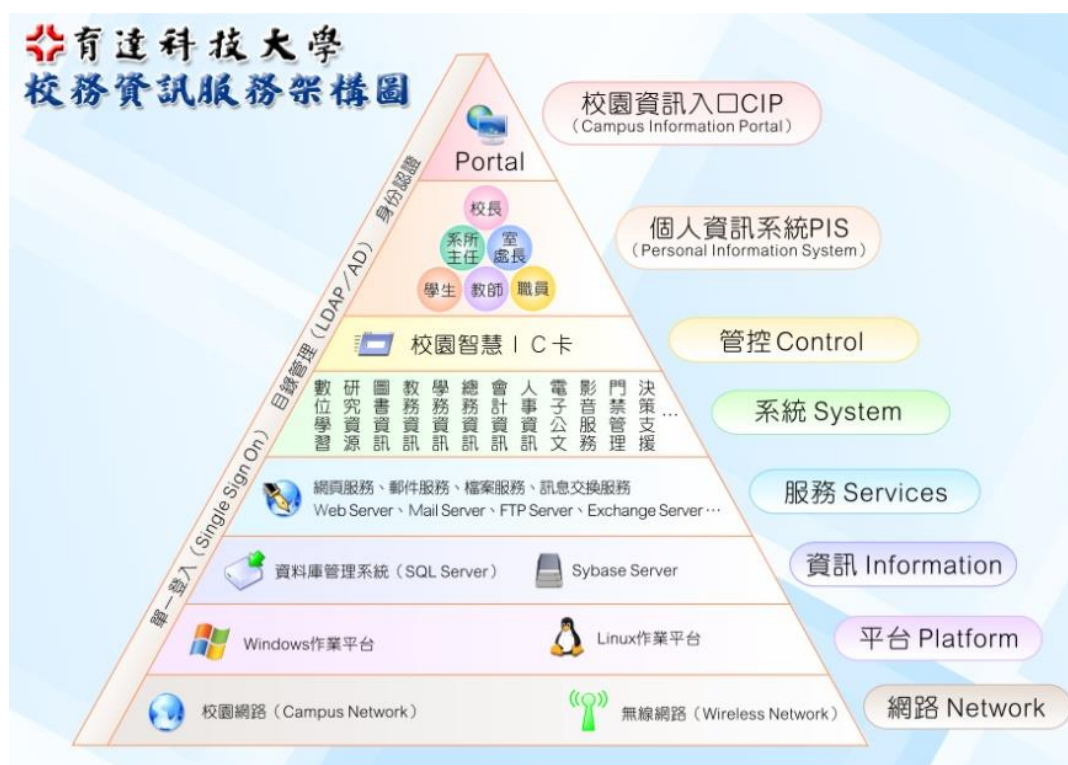 育達科技大學
校務資訊服務架構圖
Portal
校園資訊入口CIP
(Campus Information Portal)
校長
系所
主任
室
處長
學生
教師
職員
個人資訊系統PIS
(Personal Information System)
校園智慧IC卡
管控 Control
數位學習
研究資源
圖書資訊
教務資訊
學務資訊
總務資訊
會計資訊
人事資訊
電子公文
影音服務
門禁管理
決策支援
…
系統 System
網頁服務、郵件服務、檔案服務、訊息交換服務
Web Server、Mail Server、FTP Server、Exchange Server…
服務 Services
資料庫管理系統(SQL Server)
Sybase Server
資訊 Information
Windows作業平台
Linux作業平台
平台 Platform
校園網路(Campus Network)
無線網路(Wireless Network)
網路 Network
單一登入(Single Sign On) 目錄管理(LDAP/AD) 身份認證